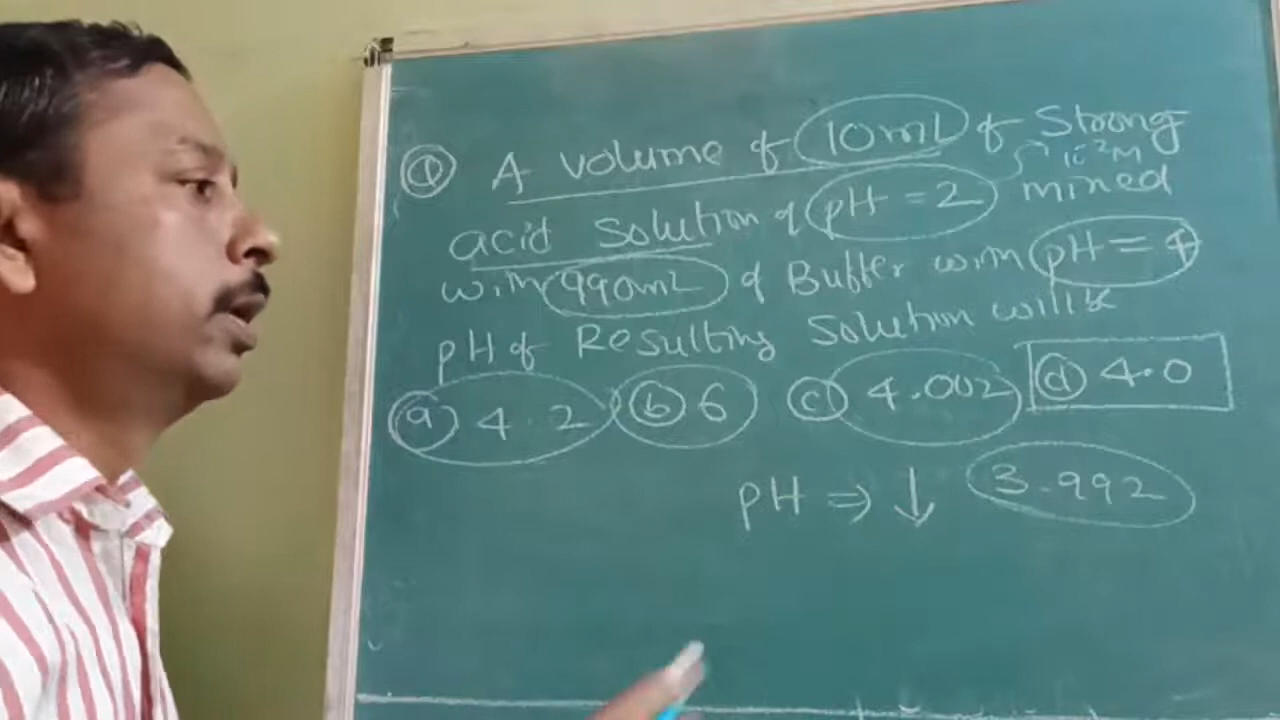 Q A volume of 10ml of Strong
10⁻²M
acid Solution of pH = 2 mixed
with 990ml of Buffer with pH = 4
pH of Resulting Solution will be
(a) 4.2 (b) 6 (c) 4.002 (d) 4.0
pH ⇒ ↓ 3.992